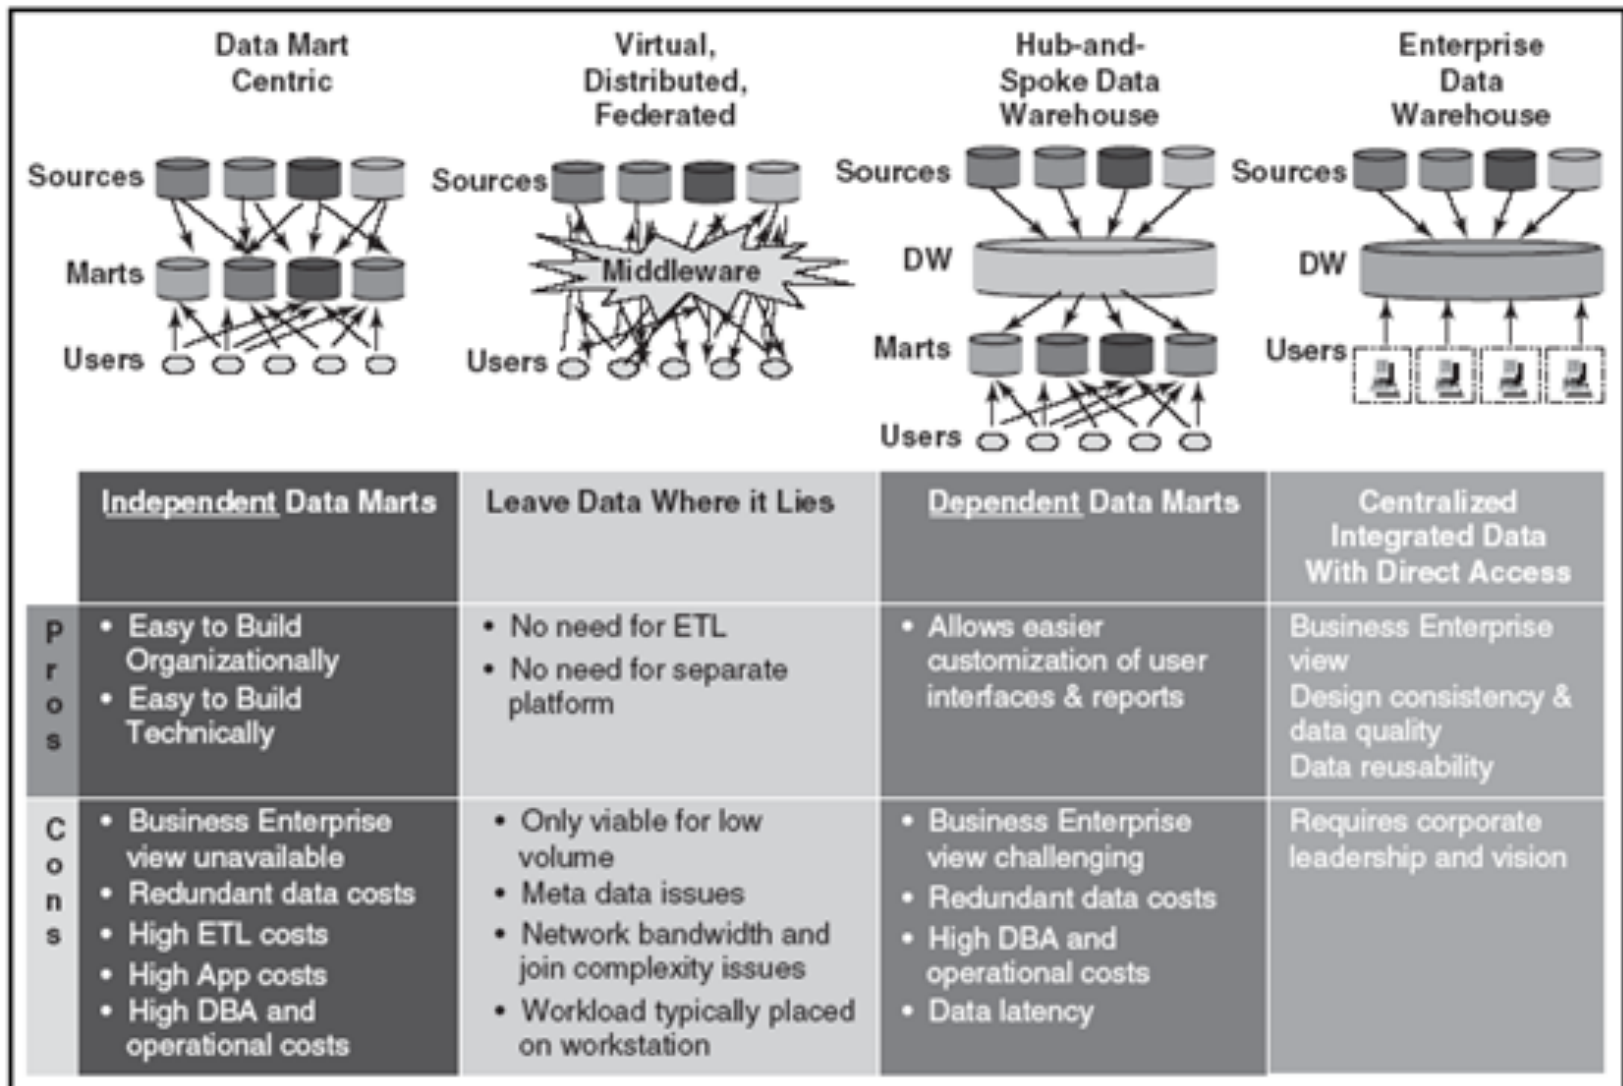 Data Mart
Centric
Sources
Marts
Users
Virtual,
Distributed,
Federated
Sources
Middleware
Users
Hub-and-
Spoke Data
Warehouse
Sources
DW
Marts
Users
Enterprise
Data
Warehouse
Sources
DW
Users
Independent Data Marts
Leave Data Where it Lies
Dependent Data Marts
Centralized
Integrated Data
With Direct Access
Pros
• Easy to Build
Organizationally
• Easy to Build
Technically
• No need for ETL
• No need for separate
platform
• Allows easier
customization of user
interfaces & reports
Business Enterprise
view
Design consistency &
data quality
Data reusability
Cons
• Business Enterprise
view unavailable
• Redundant data costs
• High ETL costs
• High App costs
• High DBA and
operational costs
• Only viable for low
volume
• Meta data issues
• Network bandwidth and
join complexity issues
• Workload typically placed
on workstation
• Business Enterprise
view challenging
• Redundant data costs
• High DBA and
operational costs
• Data latency
Requires corporate
leadership and vision